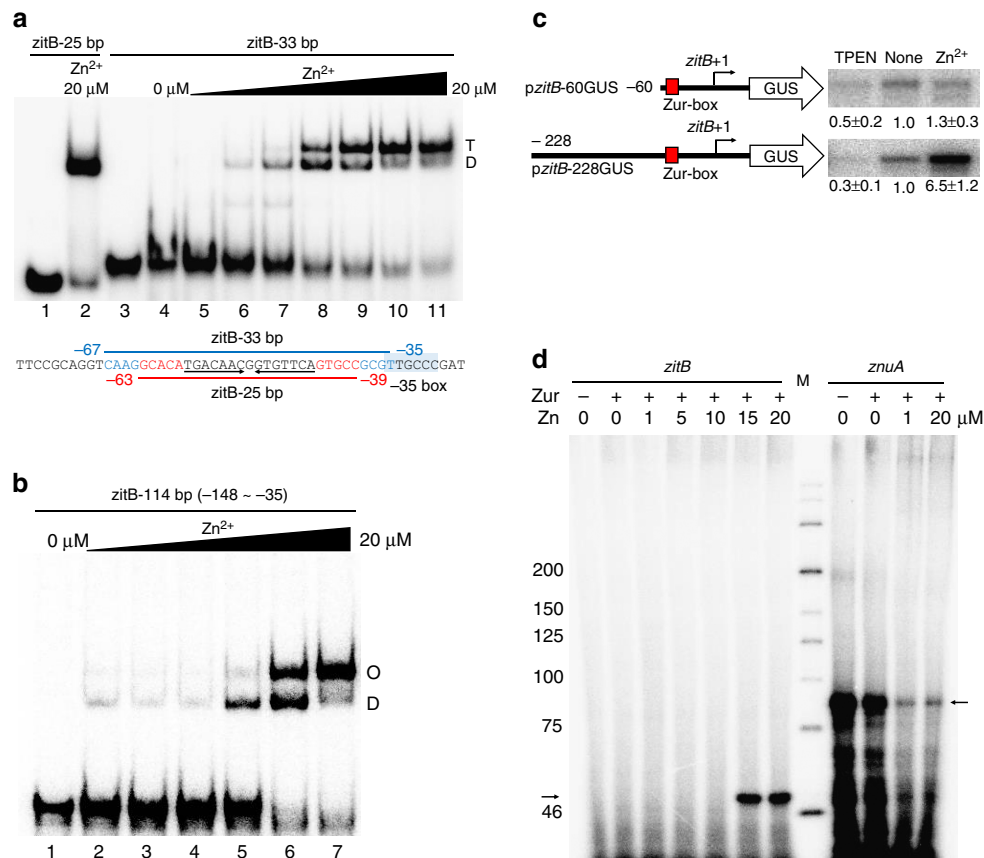 a
zitB-25 bp
zitB-33 bp
Zn2+
20 μM
0 μM
Zn2+
20 μM
T
D
1 2 3 4 5 6 7 8 9 10 11
zitB-33 bp
–67
–35
TTCCGCAGGTCAAGGCACATGACAACGGTGTTCAGTGCCGCGTTGCCCGAT
–63
–39
–35 box
zitB-25 bp
b
zitB-114 bp (–148 ~ –35)
Zn2+
0 μM
20 μM
O
D
1 2 3 4 5 6 7
c
zitB+1
TPEN None Zn2+
pzitB-60GUS –60
GUS
Zur-box
0.5±0.2 1.0 1.3±0.3
zitB+1
– 228
GUS
pzitB-228GUS
Zur-box
0.3±0.1 1.0 6.5±1.2
d
zitB
M
znuA
Zur – + + + + + + – + + +
Zn 0 0 1 5 10 15 20 0 0 1 20 μM
200
150
125
100
75
46